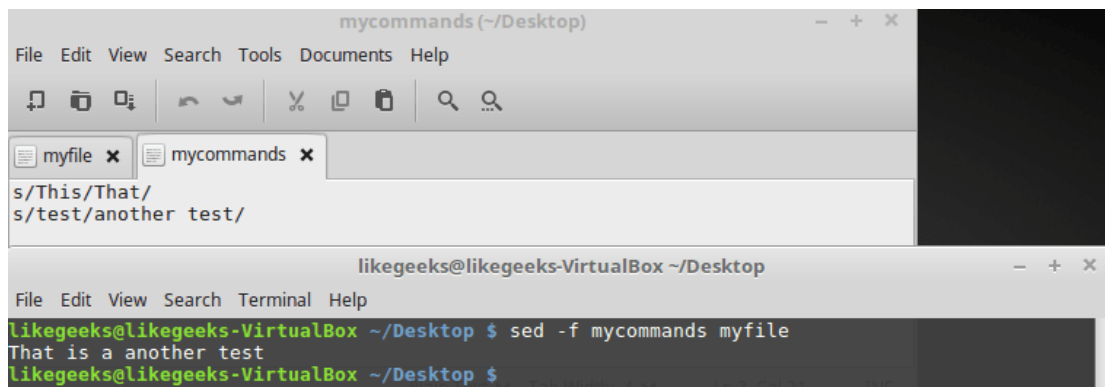 mycommands (~/Desktop)
File Edit View Search Tools Documents Help
myfile mycommands
s/This/That/
s/test/another test/
likegeeks@likegeeks-VirtualBox ~/Desktop
File Edit View Search Terminal Help
likegeeks@likegeeks-VirtualBox ~/Desktop $ sed -f mycommands myfile
That is a another test
likegeeks@likegeeks-VirtualBox ~/Desktop $